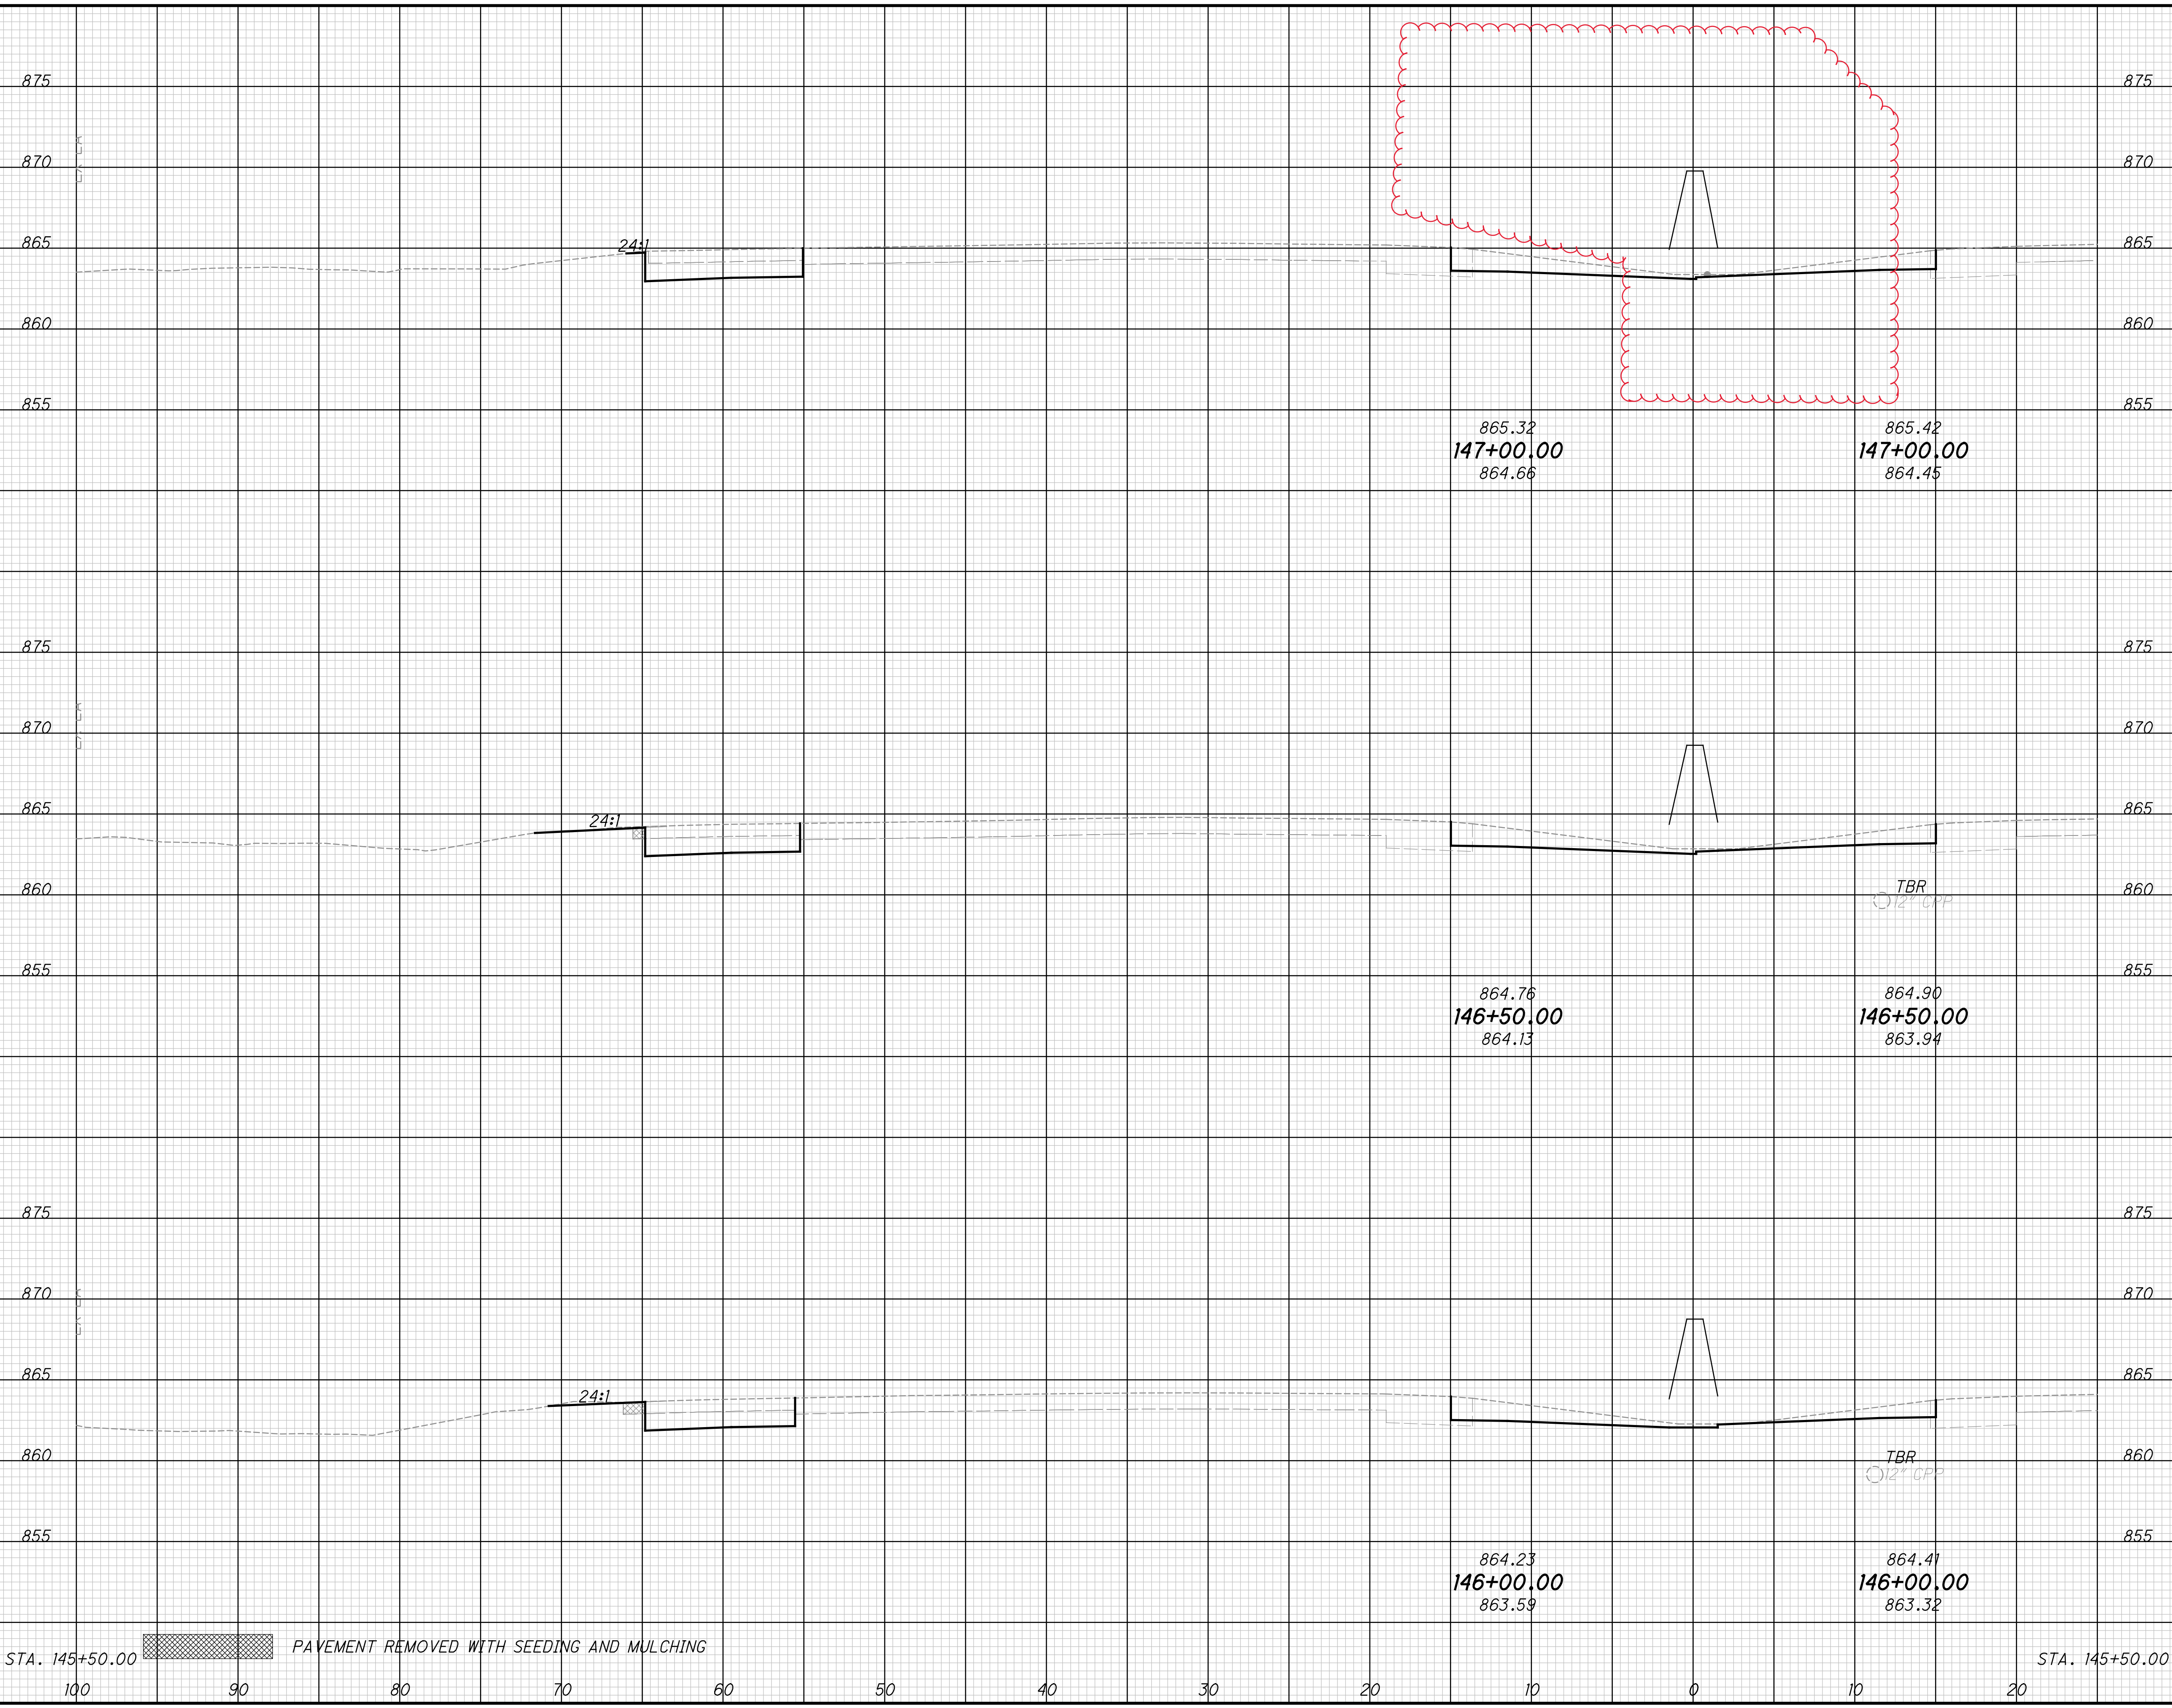 875 875
870 870
865 24:1 865
860 860
855 855
865.32 865.42
147+00.00 147+00.00
864.66 864.45
875 875
870 870
865 24:1 865
860 TBR 860
12" CPP
855 855
864.76 864.90
146+50.00 146+50.00
864.13 863.94
875 875
870 870
865 24:1 865
860 TBR 860
12" CPP
855 855
864.23 864.41
146+00.00 146+00.00
863.59 863.32
PAVEMENT REMOVED WITH SEEDING AND MULCHING
STA. 145+50.00 STA. 145+50.00
100 90 80 70 60 50 40 30 20 10 0 10 20